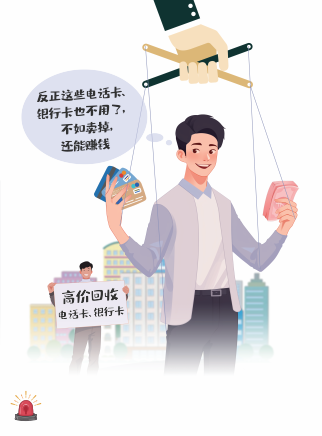 反正这些电话卡、
银行卡也不用了,
不如卖掉,
还能赚钱
高价回收
电话卡、银行卡